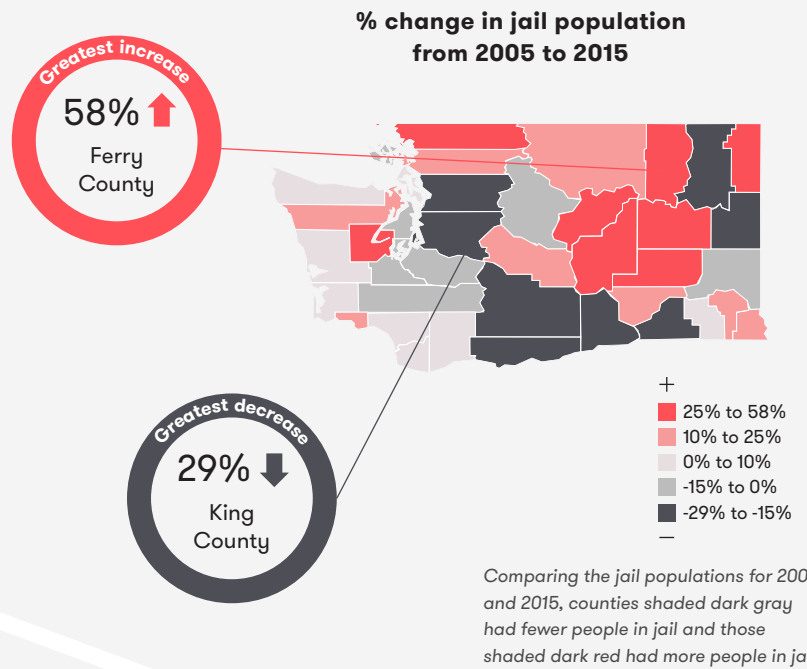 % change in jail population
from 2005 to 2015
Greatest increase
58%
Ferry
County
Greatest decrease
29%
King
County
+
25% to 58%
10% to 25%
0% to 10%
-15% to 0%
-29% to -15%
–
Comparing the jail populations for
and 2015, counties shaded dark gray
had fewer people in jail and those
shaded dark red had more people in